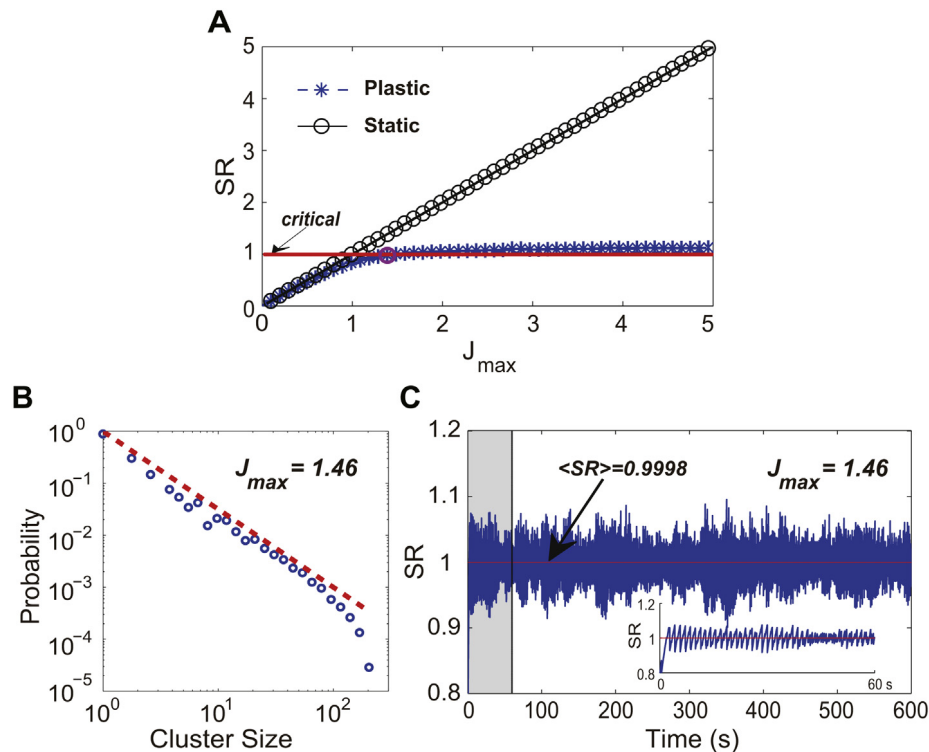 A
SR
5
4
3
2
1
0
Plastic
Static
critical
0 1 2 3 4 5
J_max
B
Probability
10^0
10^-1
10^-2
10^-3
10^-4
10^-5
J_max = 1.46
10^0 10^1 10^2
Cluster Size
C
SR
1.2
1.1
1
0.9
0.8
<SR>=0.9998
J_max = 1.46
SR
1.2
1
0.8
0 60 s
0 100 200 300 400 500 600
Time (s)